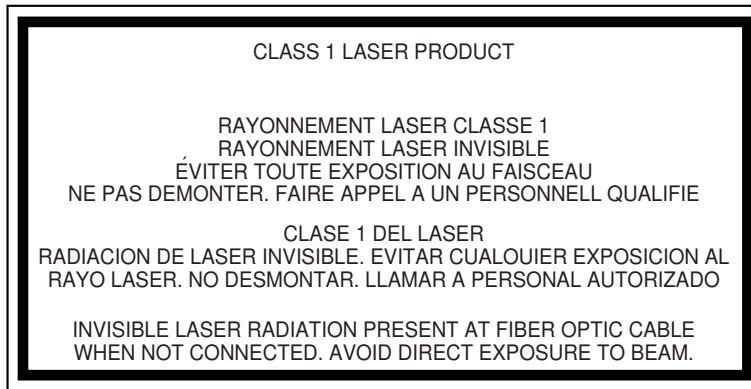 CLASS 1 LASER PRODUCT
RAYONNEMENT LASER CLASSE 1
RAYONNEMENT LASER INVISIBLE
ÉVITER TOUTE EXPOSITION AU FAISCEAU
NE PAS DEMONTER. FAIRE APPEL A UN PERSONNELL QUALIFIE
CLASE 1 DEL LASER
RADIACION DE LASER INVISIBLE. EVITAR CUALOUIER EXPOSICION AL
RAYO LASER. NO DESMONTAR. LLAMAR A PERSONAL AUTORIZADO
INVISIBLE LASER RADIATION PRESENT AT FIBER OPTIC CABLE
WHEN NOT CONNECTED. AVOID DIRECT EXPOSURE TO BEAM.